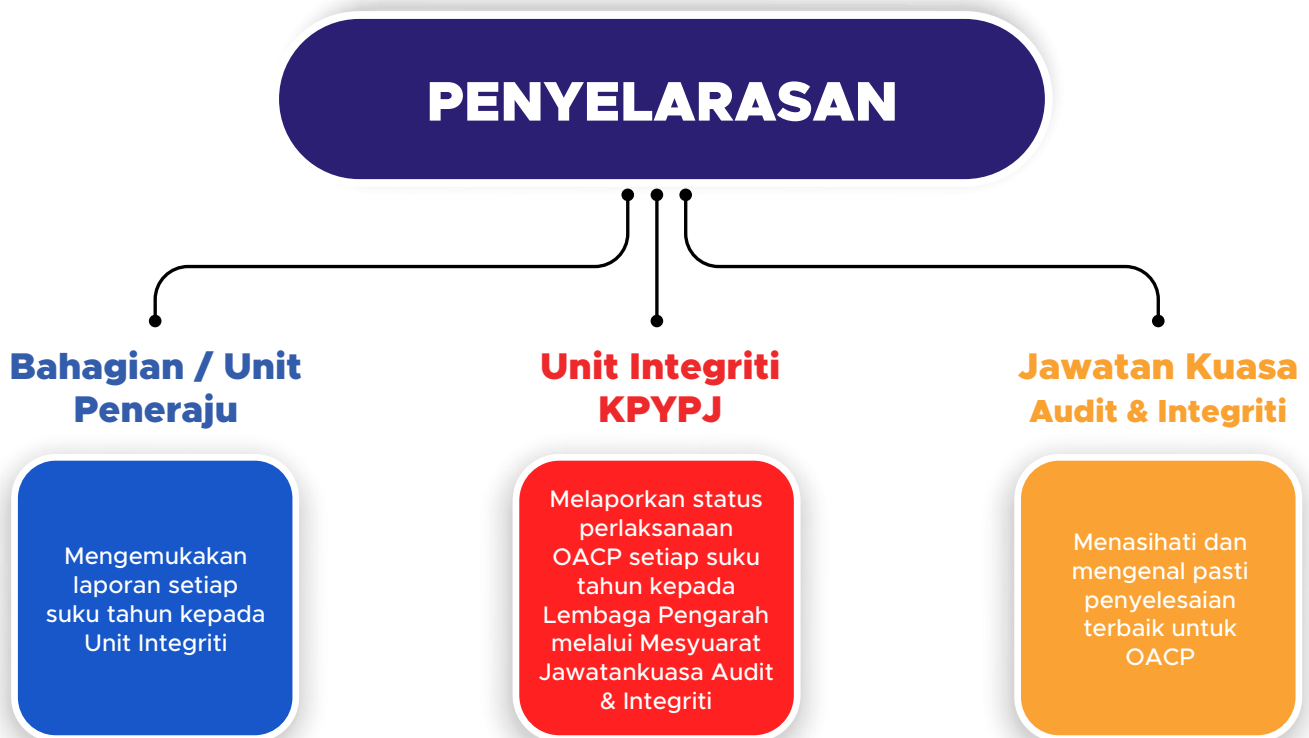 PENYELARASAN
Bahagian / Unit
Peneraju
Mengemukakan
laporan setiap
suku tahun kepada
Unit Integriti
Unit Integriti
KPYPJ
Melaporkan status
perlaksanaan
OACP setiap suku
tahun kepada
Lembaga Pengarah
melalui Mesyuarat
Jawatankuasa Audit
& Integriti
Jawatan Kuasa
Audit & Integriti
Menasihati dan
mengenal pasti
penyelesaian
terbaik untuk
OACP